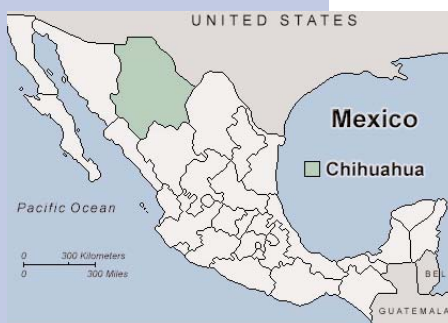 UNITED STATES
Mexico
Chihuahua
Pacific Ocean
0 300 Kilometers
0 300 Miles
BEL
GUATEMALA